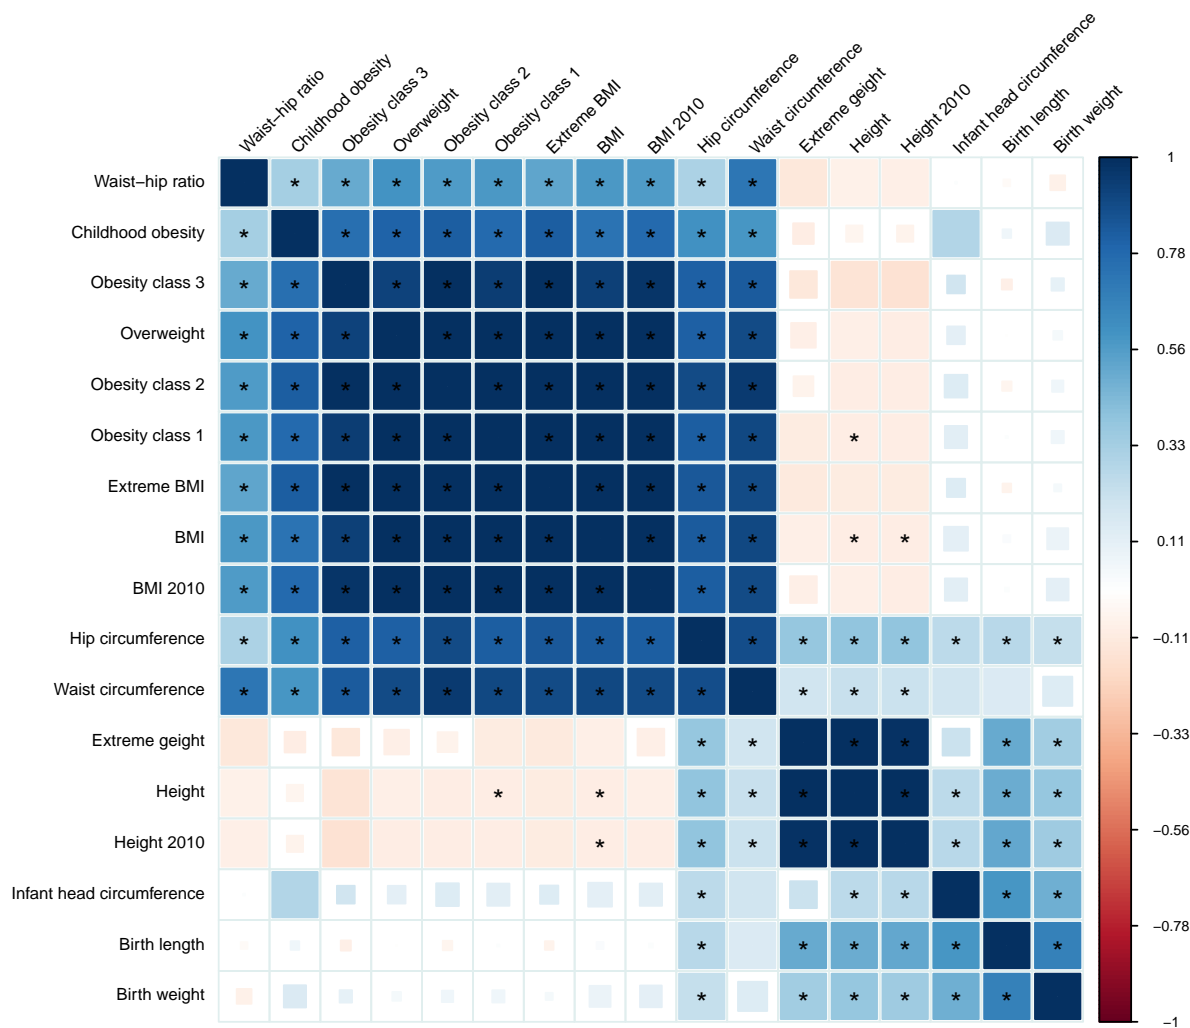 Waist–hip ratio
Childhood obesity
Obesity class 3
Overweight
Obesity class 2
Obesity class 1
Extreme BMI
BMI
BMI 2010
Hip circumference
Waist circumference
Extreme geight
Height
Height 2010
Infant head circumference
Birth length
Birth weight
Waist–hip ratio
Childhood obesity
Obesity class 3
Overweight
Obesity class 2
Obesity class 1
Extreme BMI
BMI
BMI 2010
Hip circumference
Waist circumference
Extreme geight
Height
Height 2010
Infant head circumference
Birth length
Birth weight
1
0.78
0.56
0.33
0.11
–0.11
–0.33
–0.56
–0.78
–1